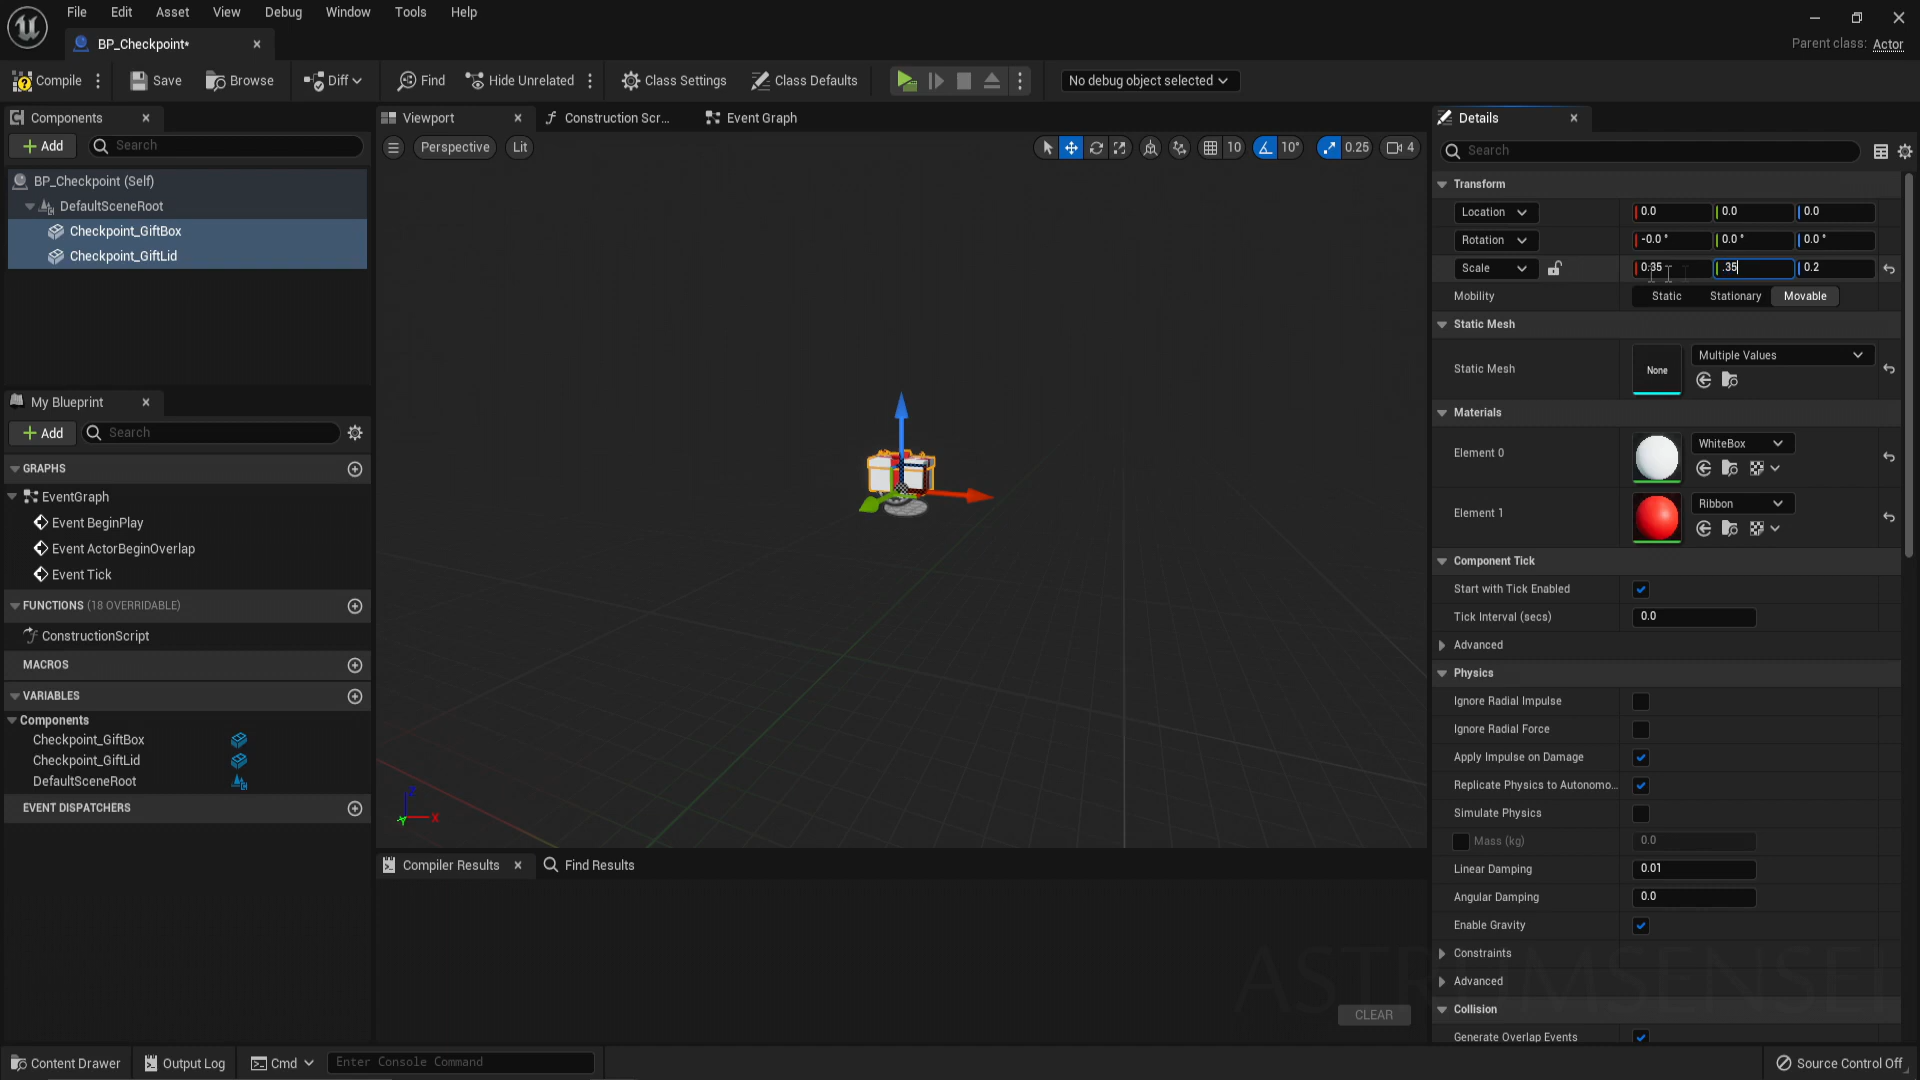 File Edit Asset View Debug Window Tools Help
BP_Checkpoint*
Parent class: Actor
Compile Save Browse Diff Find Hide Unrelated Class Settings Class Defaults No debug object selected
Components
Add Search
BP_Checkpoint (Self)
DefaultSceneRoot
Checkpoint_GiftBox
Checkpoint_GiftLid
My Blueprint
Add Search
GRAPHS
EventGraph
Event BeginPlay
Event ActorBeginOverlap
Event Tick
FUNCTIONS (18 OVERRIDABLE)
ConstructionScript
MACROS
VARIABLES
Components
Checkpoint_GiftBox
Checkpoint_GiftLid
DefaultSceneRoot
EVENT DISPATCHERS
Viewport Construction Scr... Event Graph
Perspective Lit 10 10° 0.25 4
Z
X
Y
Compiler Results Find Results
CLEAR
Details
Search
Transform
Location 0.0 0.0 0.0
Rotation -0.0 ° 0.0 ° 0.0 °
Scale 0.35 .35 0.2
Mobility Static Stationary Movable
Static Mesh
Static Mesh None Multiple Values
Materials
Element 0 WhiteBox
Element 1 Ribbon
Component Tick
Start with Tick Enabled
Tick Interval (secs) 0.0
Advanced
Physics
Ignore Radial Impulse
Ignore Radial Force
Apply Impulse on Damage
Replicate Physics to Autonomo...
Simulate Physics
Mass (kg) 0.0
Linear Damping 0.01
Angular Damping 0.0
Enable Gravity
Constraints
Advanced
Collision
Generate Overlap Events
Content Drawer Output Log Cmd Enter Console Command Source Control Off